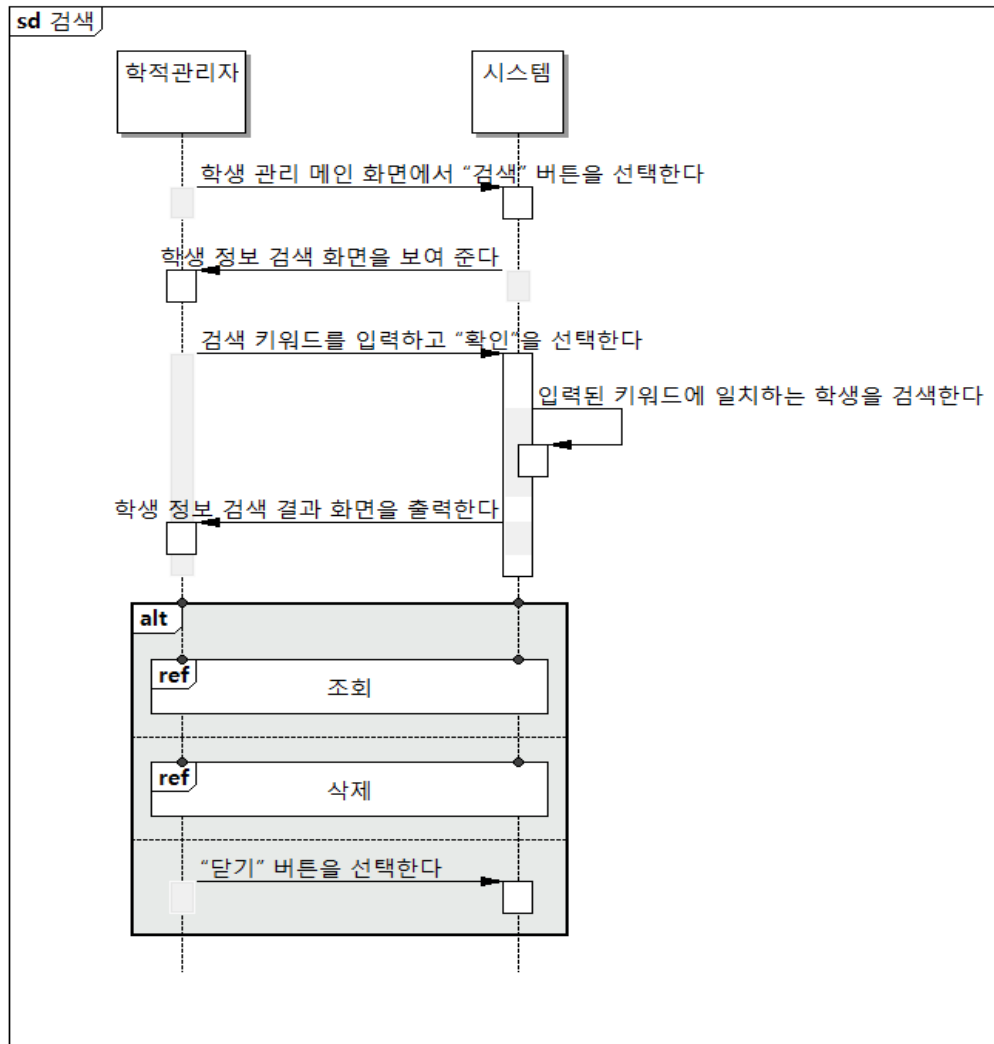 sd 검색
학적관리자
시스템
학생 관리 메인 화면에서 “검색” 버튼을 선택한다
학생 정보 검색 화면을 보여 준다
검색 키워드를 입력하고 “확인”을 선택한다
입력된 키워드에 일치하는 학생을 검색한다
학생 정보 검색 결과 화면을 출력한다
alt
ref
조회
ref
삭제
“닫기” 버튼을 선택한다